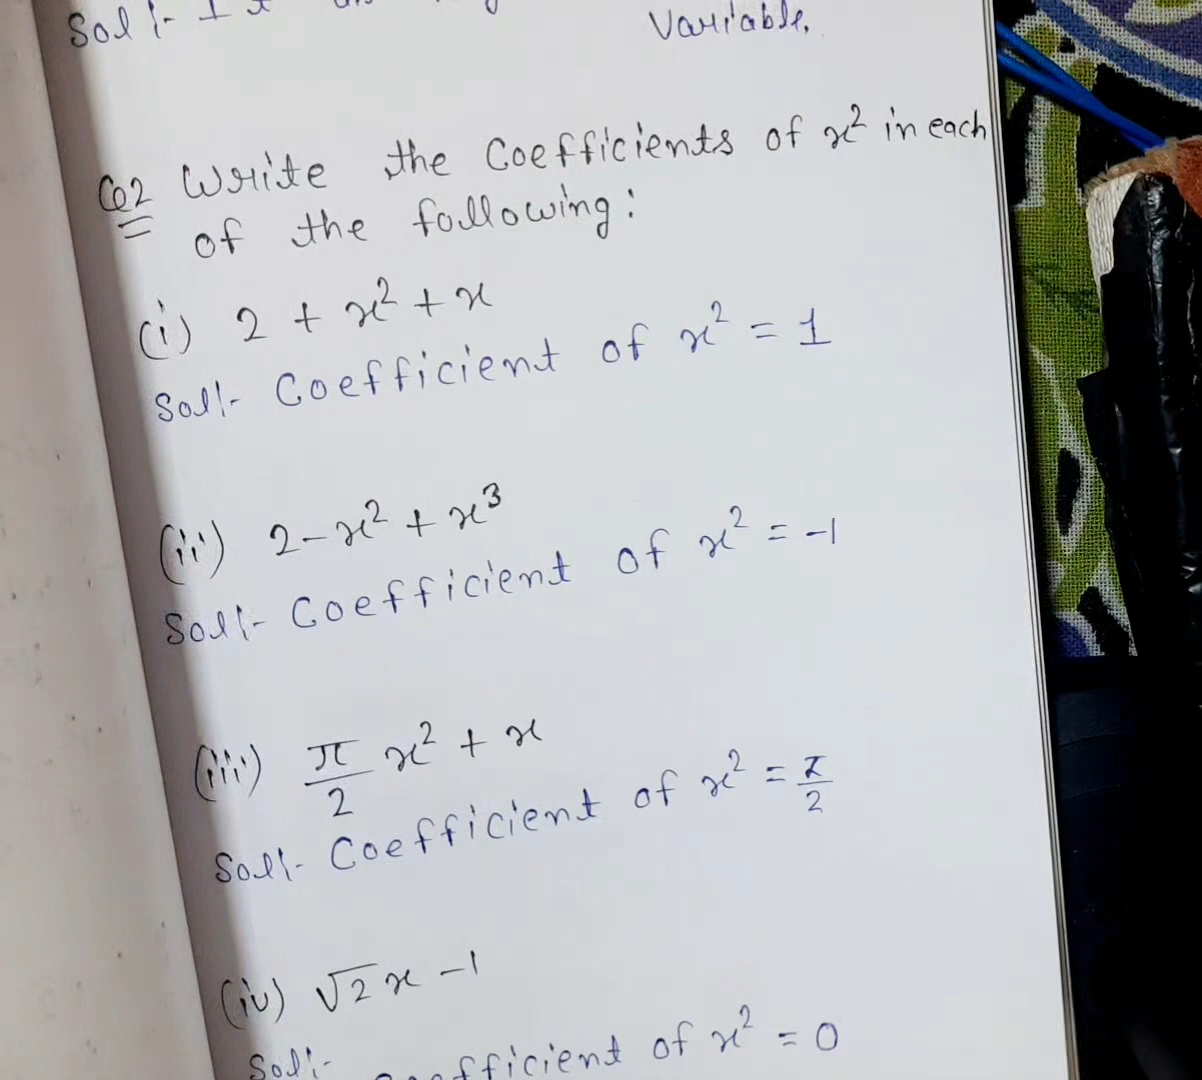 Sol :-
Variable.
Q2 Write the Coefficients of x² in each
of the following:
(i) 2 + x² + x
Sol:- Coefficient of x² = 1
(ii) 2 - x² + x³
Sol:- Coefficient of x² = -1
(iii) π/2 x² + x
Sol:- Coefficient of x² = π/2
(iv) √2 x - 1
Sol:- Coefficient of x² = 0